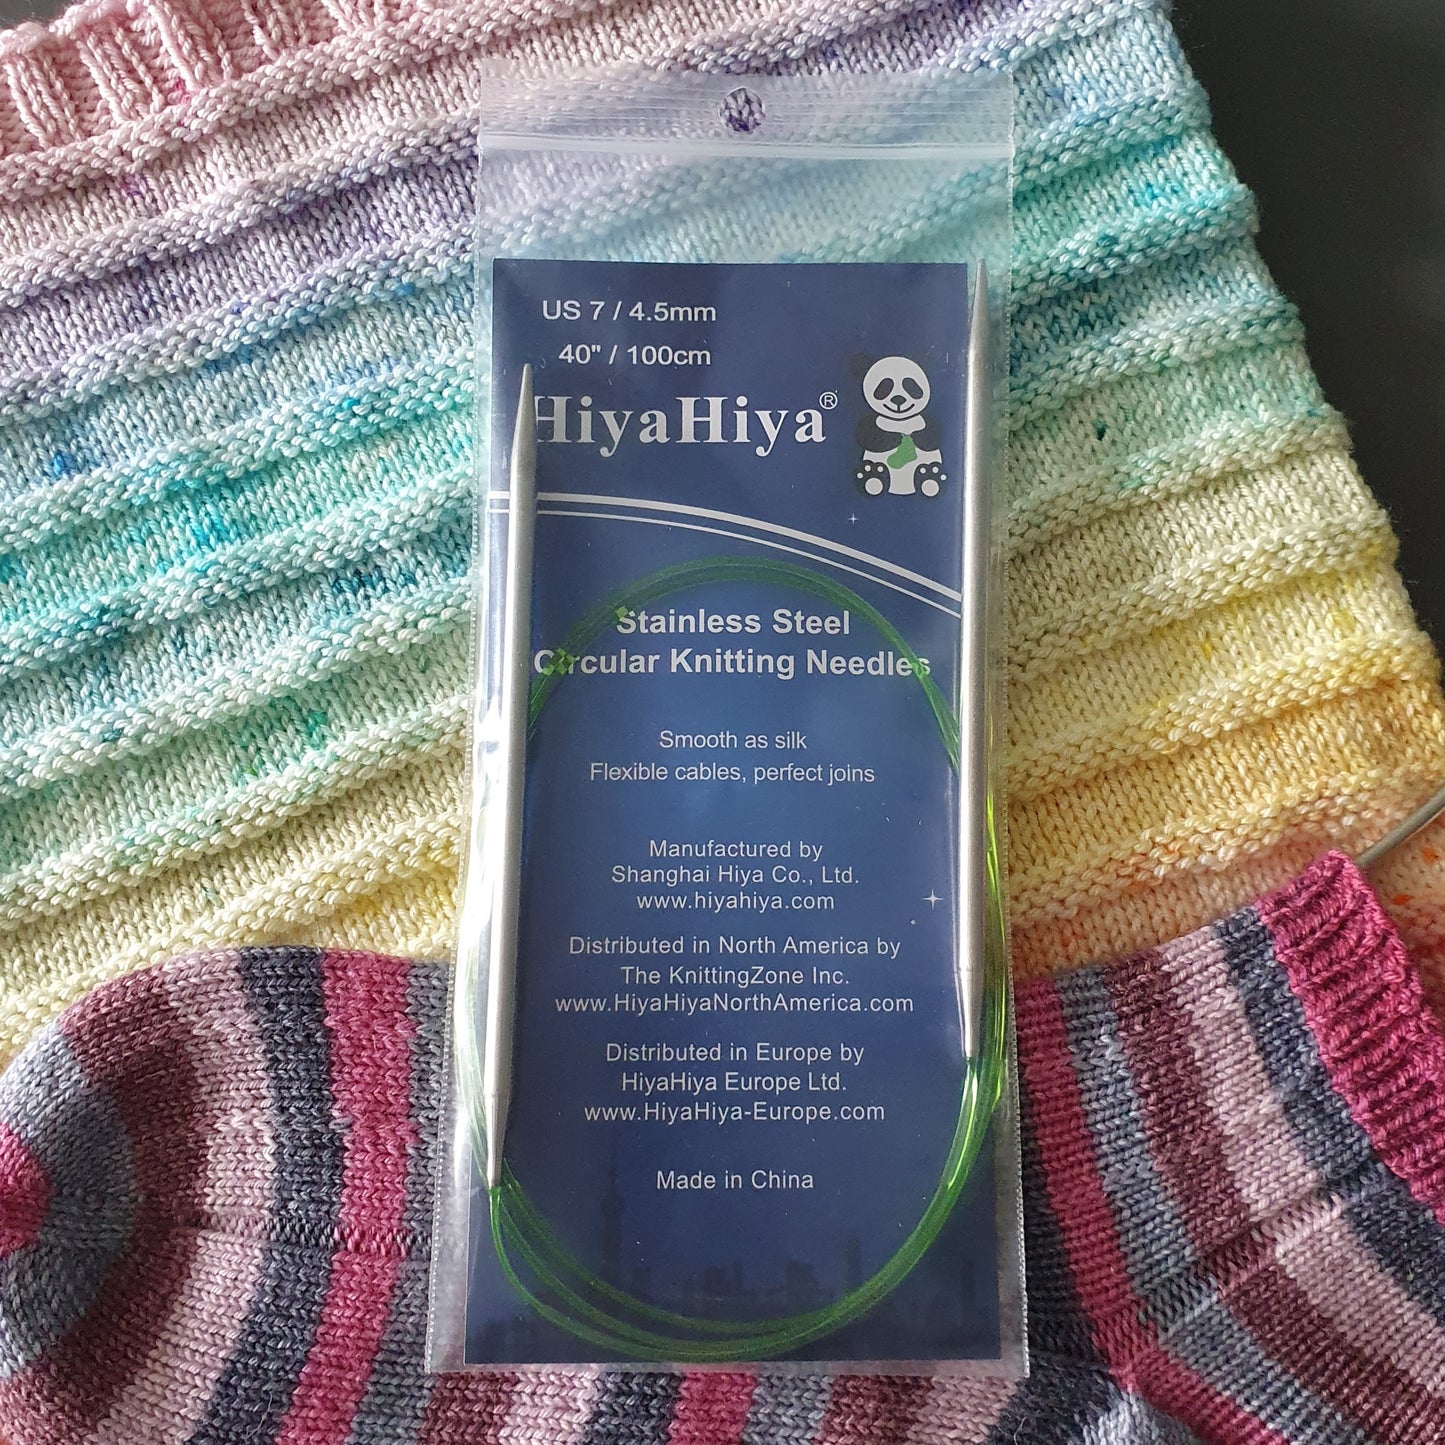 US 7 / 4.5mm
40" / 100cm
HiyaHiya®
Stainless Steel
Circular Knitting Needles
Smooth as silk
Flexible cables, perfect joins
Manufactured by
Shanghai Hiya Co., Ltd.
www.hiyahiya.com
Distributed in North America by
The KnittingZone Inc.
www.HiyaHiyaNorthAmerica.com
Distributed in Europe by
HiyaHiya Europe Ltd.
www.HiyaHiya-Europe.com
Made in China